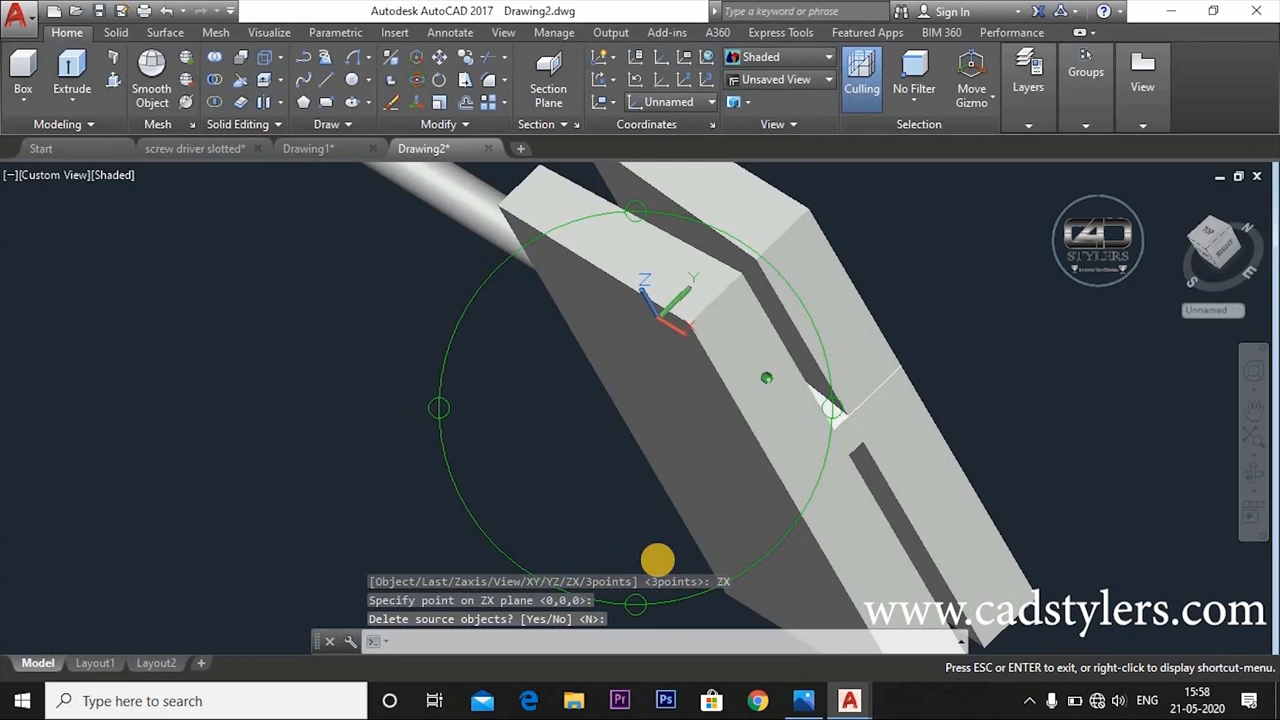 Autodesk AutoCAD 2017 Drawing2.dwg
Type a keyword or phrase
Sign In
Home Solid Surface Mesh Visualize Parametric Insert Annotate View Manage Output Add-ins A360 Express Tools Featured Apps BIM 360 Performance
Box
Extrude
Smooth Object
Section Plane
Unnamed
Shaded
Unsaved View
Culling
No Filter
Move Gizmo
Layers
Groups
View
Modeling Mesh Solid Editing Draw Modify Section Coordinates View Selection
Start screw driver slotted* Drawing1* Drawing2*
[−][Custom View][Shaded]
CAD
STYLERS
TOP
RIGHT
N
E
Unnamed
Z
Y
X
[Object/Last/Zaxis/View/XY/YZ/ZX/3points] <3points>: ZX
Specify point on ZX plane <0,0,0>:
Delete source objects? [Yes/No] <N>:
www.cadstylers.com
Model Layout1 Layout2
Press ESC or ENTER to exit, or right-click to display shortcut-menu.
Type here to search
Pr
Ps
ENG
15:58
21-05-2020